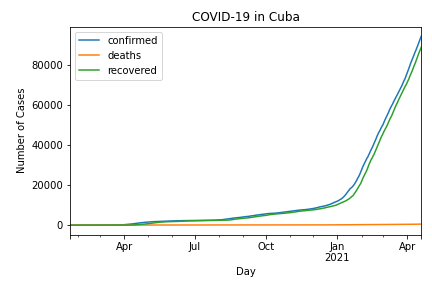 COVID-19 in Cuba
confirmed
deaths
recovered
Number of Cases
80000
60000
40000
20000
0
Apr Jul Oct Jan Apr
2021
Day